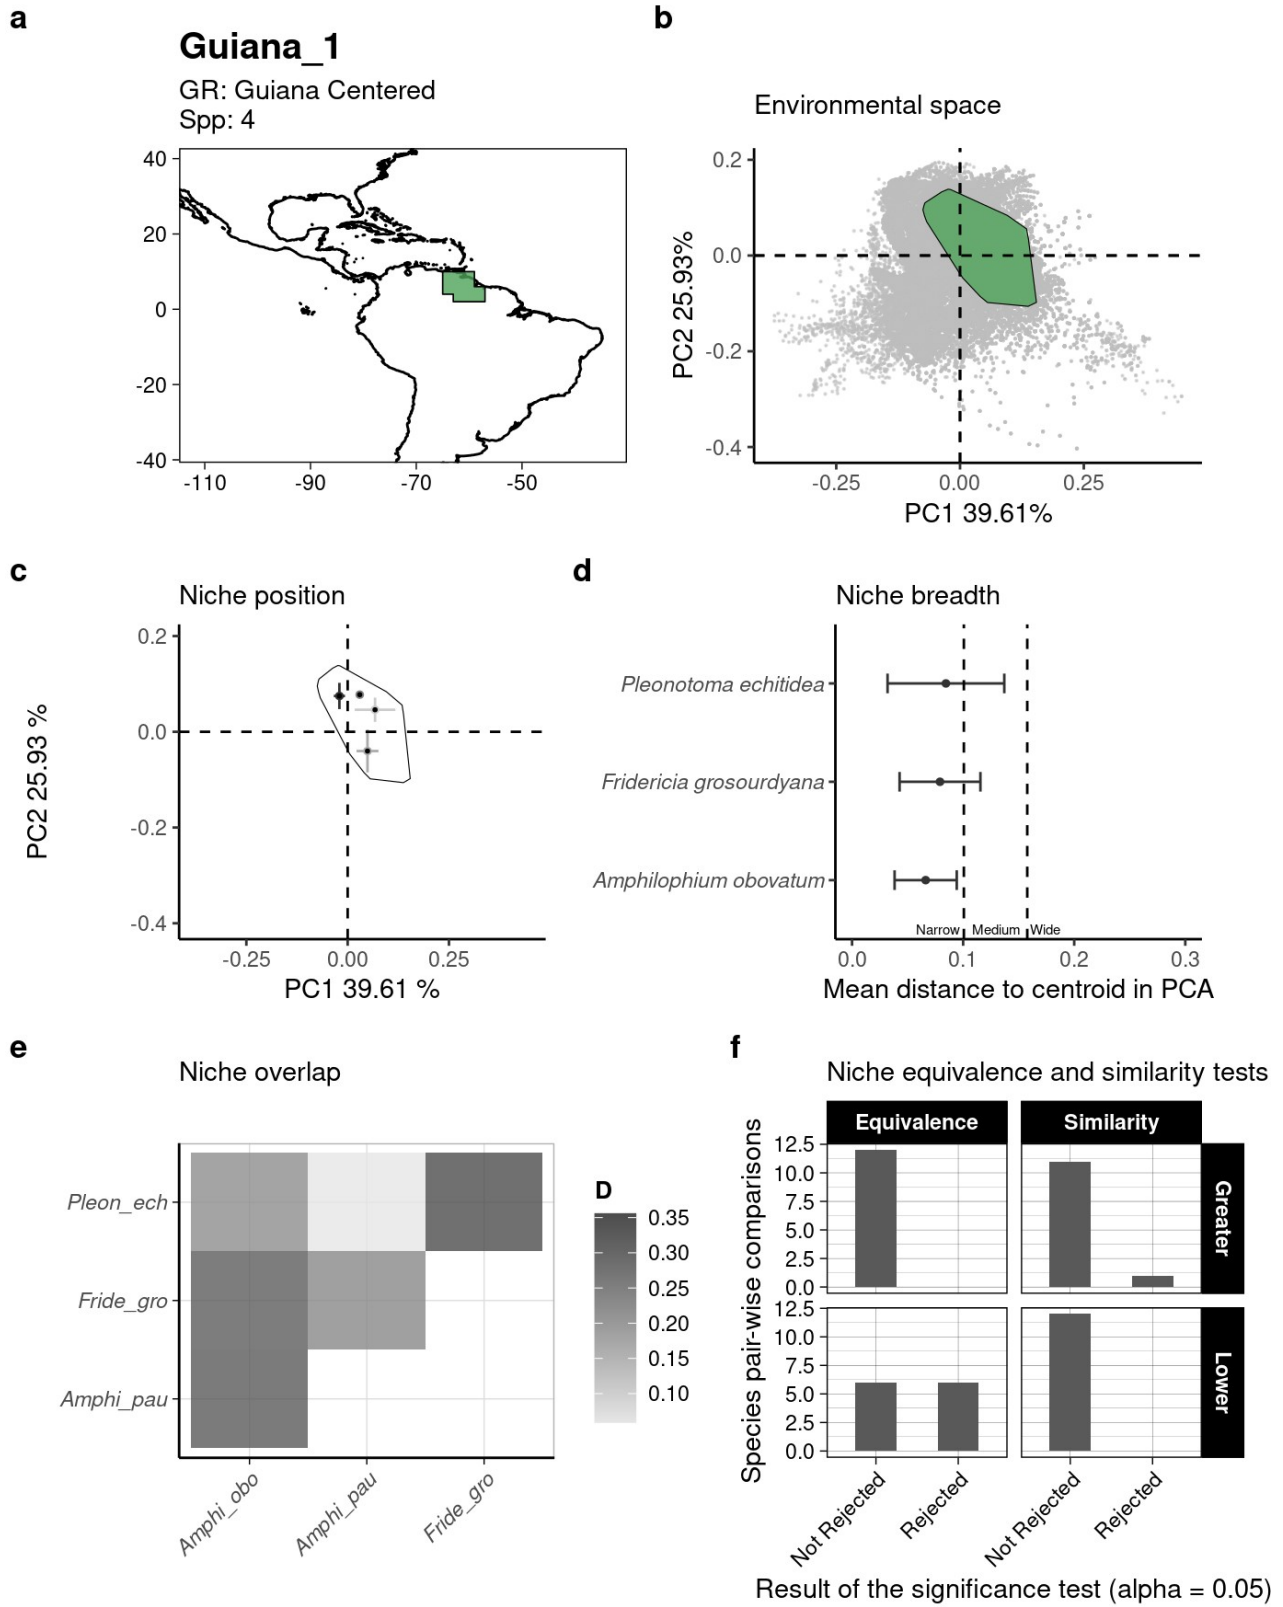 a
Guiana_1
GR: Guiana Centered
Spp: 4
40
20
0
-20
-40
-110 -90 -70 -50
b
Environmental space
PC2 25.93%
0.2
0.0
-0.2
-0.4
-0.25 0.00 0.25
PC1 39.61%
c
Niche position
PC2 25.93 %
0.2
0.0
-0.2
-0.4
-0.25 0.00 0.25
PC1 39.61 %
d
Niche breadth
Pleonotoma echitidea
Fridericia grosourdyana
Amphilophium obovatum
Narrow Medium Wide
0.0 0.1 0.2 0.3
Mean distance to centroid in PCA
e
Niche overlap
Pleon_ech
Fride_gro
Amphi_pau
Amphi_obo Amphi_pau Fride_gro
D
0.35
0.30
0.25
0.20
0.15
0.10
f
Niche equivalence and similarity tests
Species pair-wise comparisons
Equivalence Similarity
12.5
10.0
7.5
5.0
2.5
0.0
Greater
12.5
10.0
7.5
5.0
2.5
0.0
Lower
Not Rejected Rejected Not Rejected Rejected
Result of the significance test (alpha = 0.05)